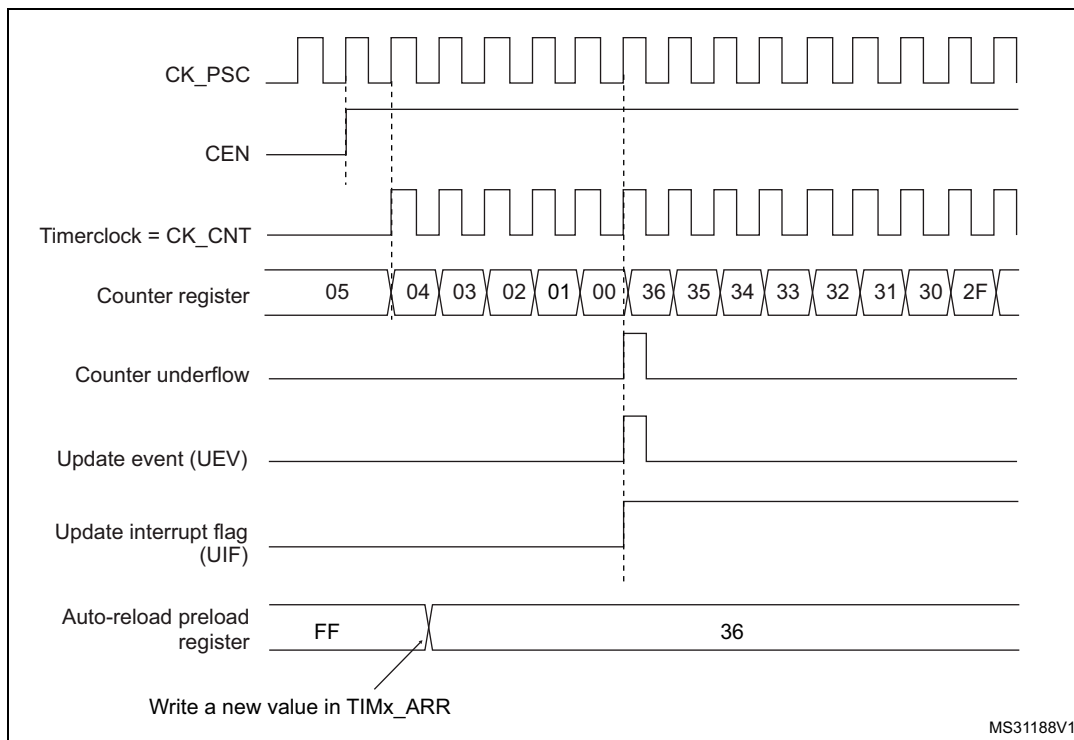 CK_PSC
CEN
Timerclock = CK_CNT
Counter register 05 04 03 02 01 00 36 35 34 33 32 31 30 2F
Counter underflow
Update event (UEV)
Update interrupt flag
(UIF)
Auto-reload preload
register
FF 36
Write a new value in TIMx_ARR
MS31188V1